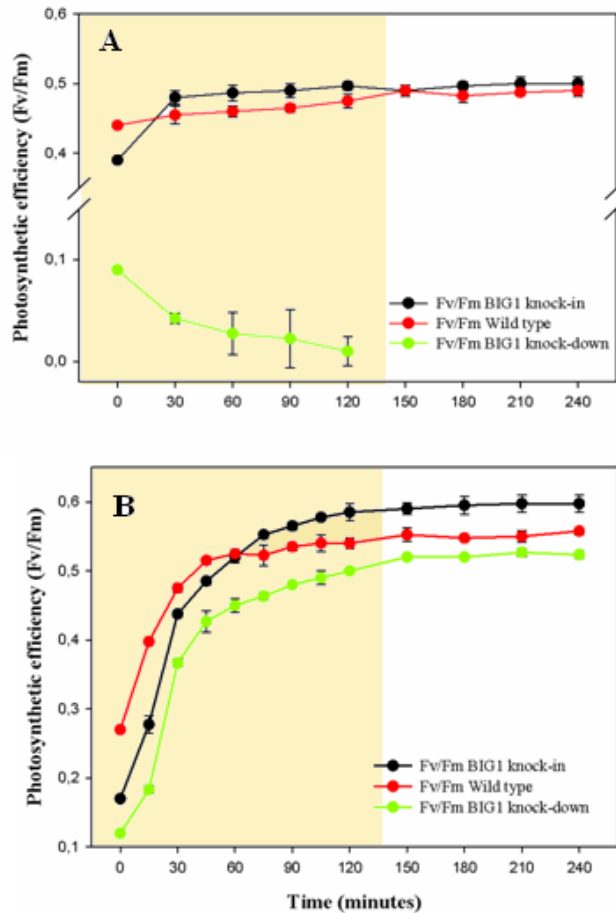 A
Photosynthetic efficiency (Fv/Fm)
0,6
0,5
0,4
0,1
0,0
Fv/Fm BIG1 knock-in
Fv/Fm Wild type
Fv/Fm BIG1 knock-down
0 30 60 90 120 150 180 210 240
B
Photosynthetic efficiency (Fv/Fm)
0,6
0,5
0,4
0,3
0,2
0,1
Fv/Fm BIG1 knock-in
Fv/Fm Wild type
Fv/Fm BIG1 knock-down
0 30 60 90 120 150 180 210 240
Time (minutes)